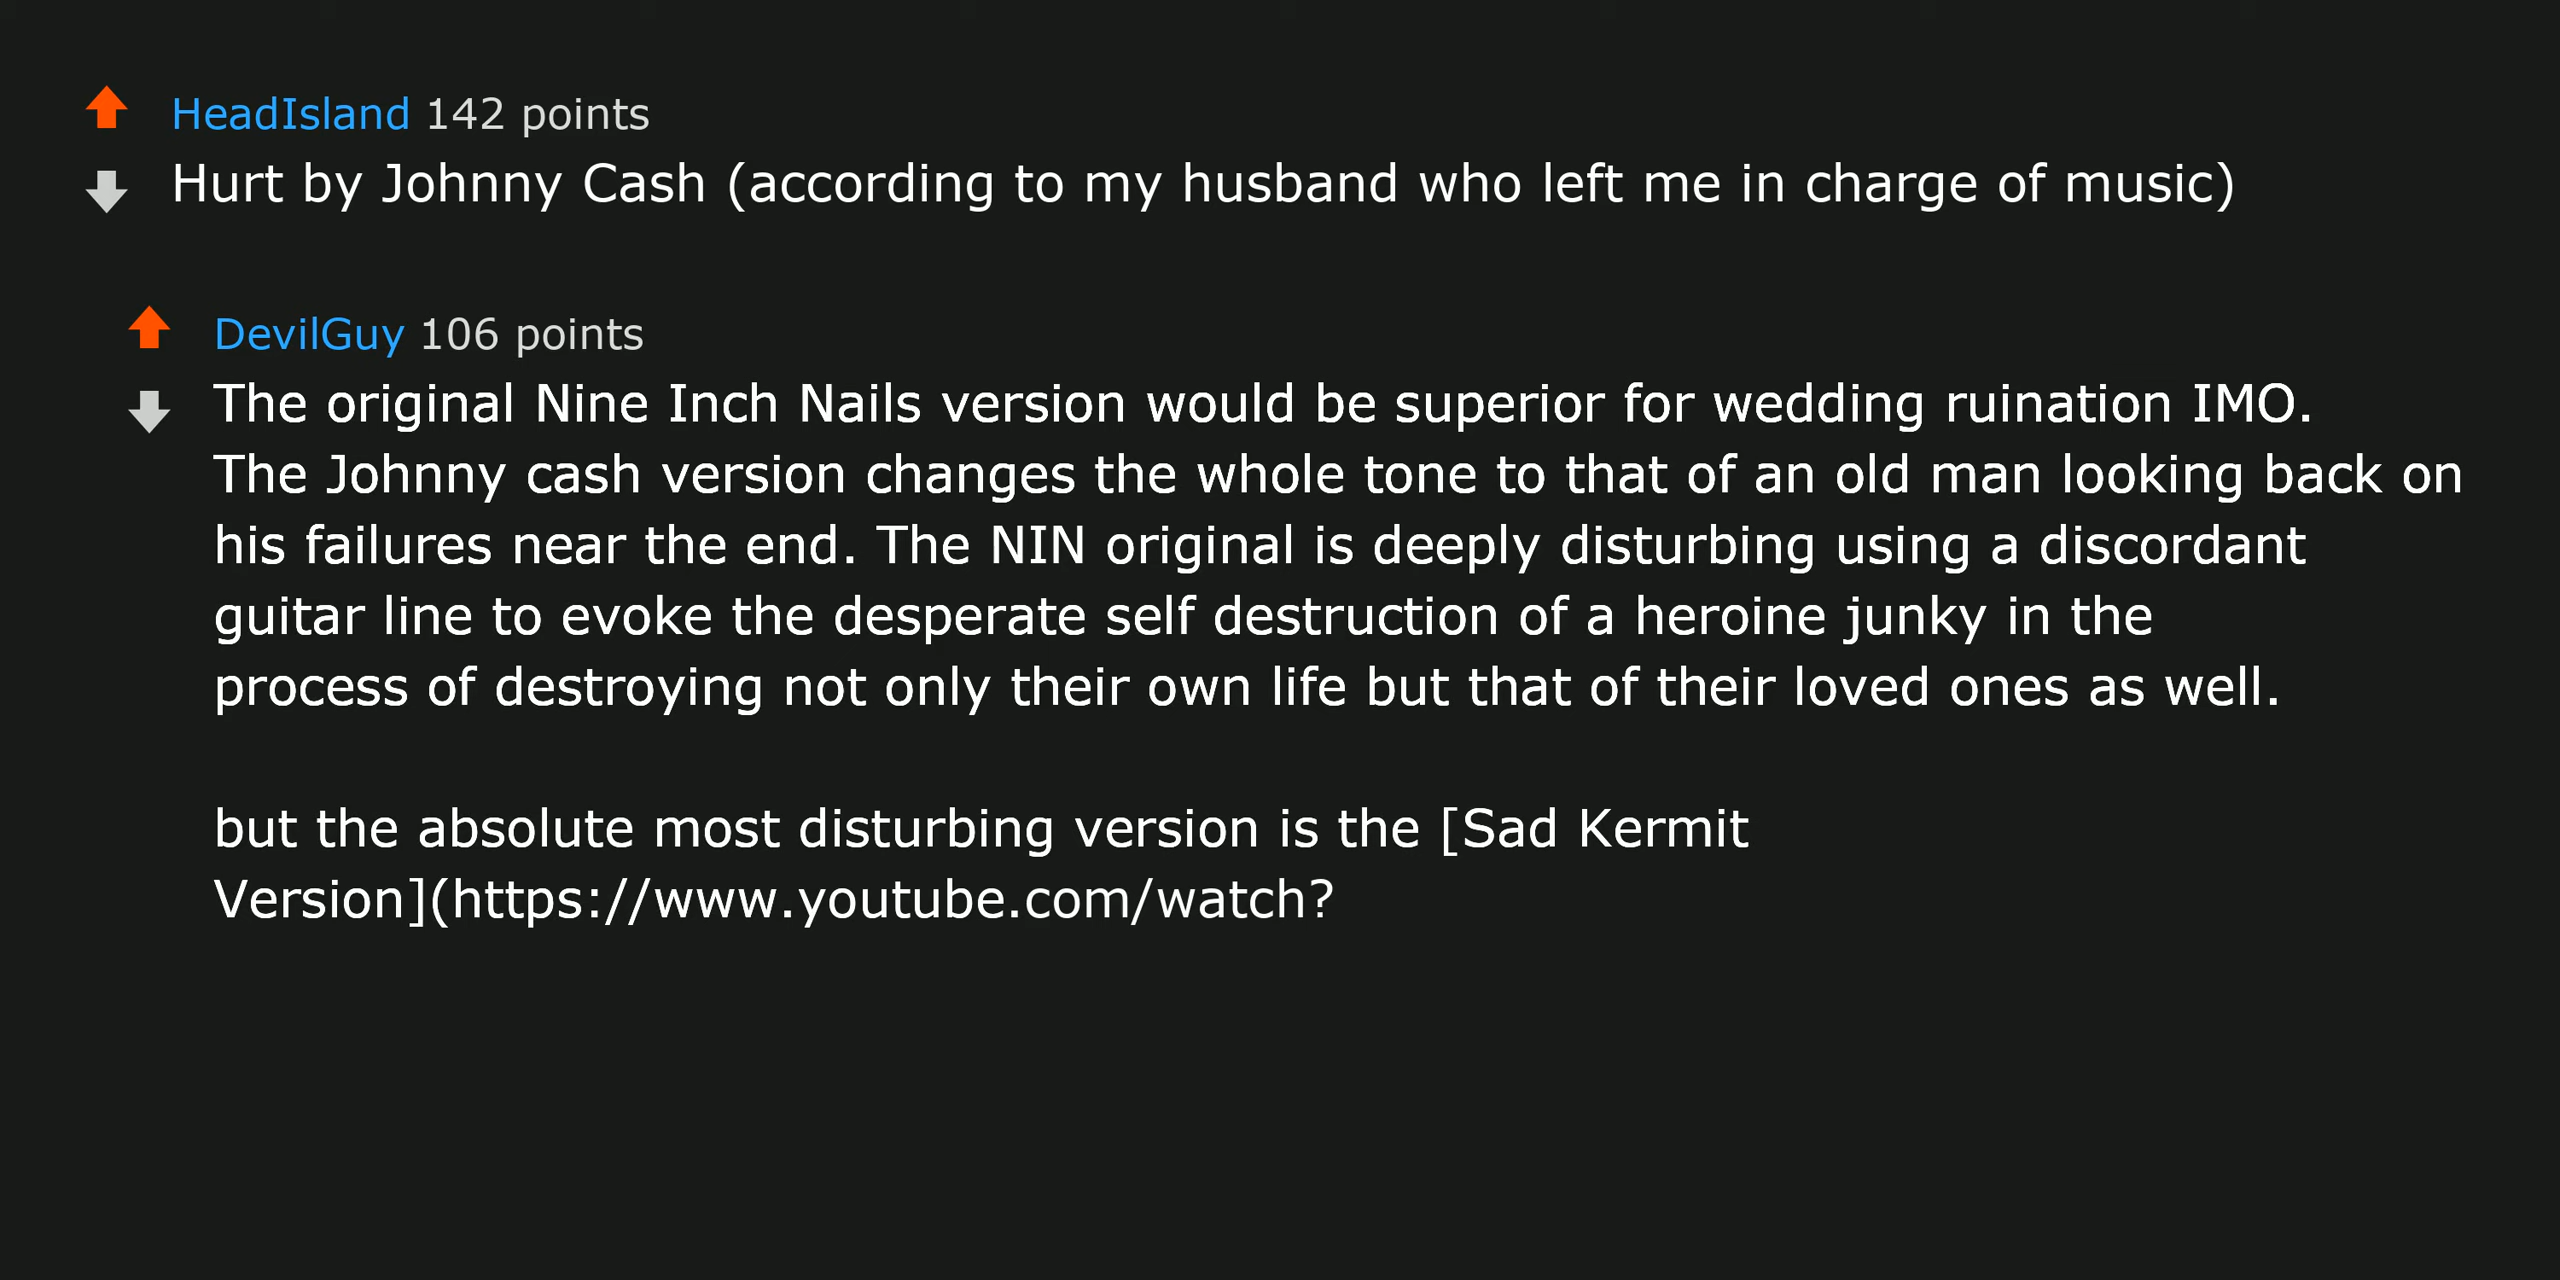 HeadIsland 142 points
Hurt by Johnny Cash (according to my husband who left me in charge of music)
DevilGuy 106 points
The original Nine Inch Nails version would be superior for wedding ruination IMO.
The Johnny cash version changes the whole tone to that of an old man looking back on
his failures near the end. The NIN original is deeply disturbing using a discordant
guitar line to evoke the desperate self destruction of a heroine junky in the
process of destroying not only their own life but that of their loved ones as well.
but the absolute most disturbing version is the [Sad Kermit
Version](https://www.youtube.com/watch?